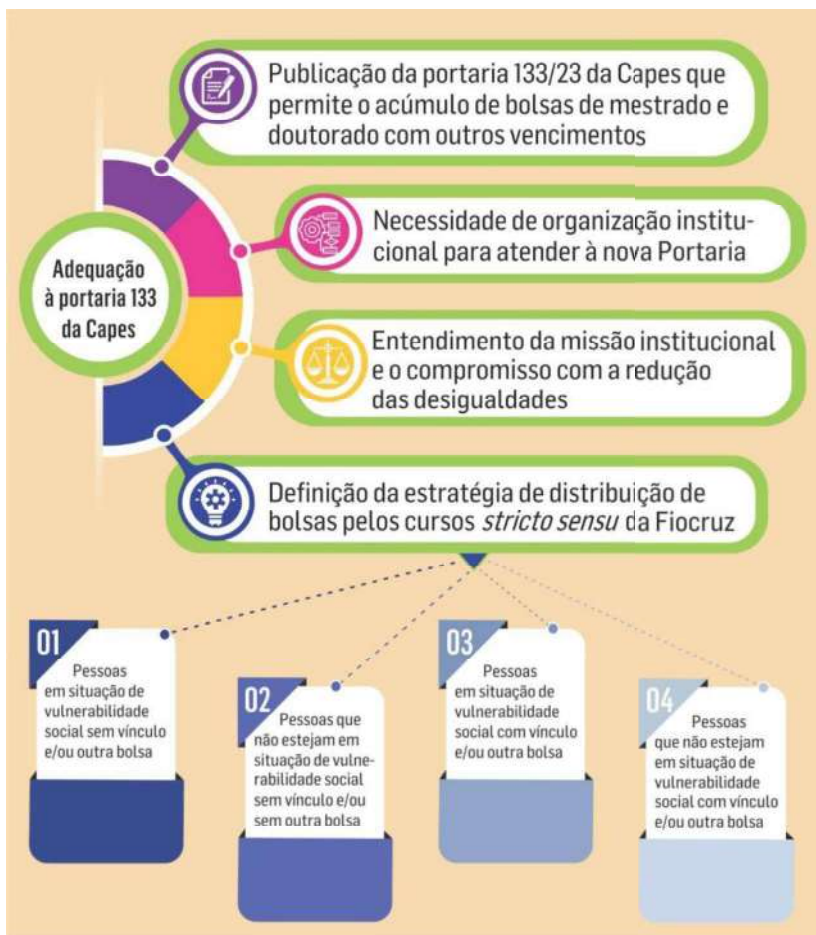 Adequação
à portaria 133
da Capes
Publicação da portaria 133/23 da Capes que
permite o acúmulo de bolsas de mestrado e
doutorado com outros vencimentos
Necessidade de organização institu-
cional para atender à nova Portaria
Entendimento da missão institucional
e o compromisso com a redução
das desigualdades
Definição da estratégia de distribuição de
bolsas pelos cursos stricto sensu da Fiocruz
01
Pessoas
em situação de
vulnerabilidade
social sem vínculo
e/ou outra bolsa
02
Pessoas que
não estejam em
situação de vulne-
rabilidade social
sem vínculo e/ou
sem outra bolsa
03
Pessoas
em situação de
vulnerabilidade
social com vínculo
e/ou outra bolsa
04
Pessoas
que não estejam
em situação de
vulnerabilidade
social com vínculo
e/ou outra bolsa